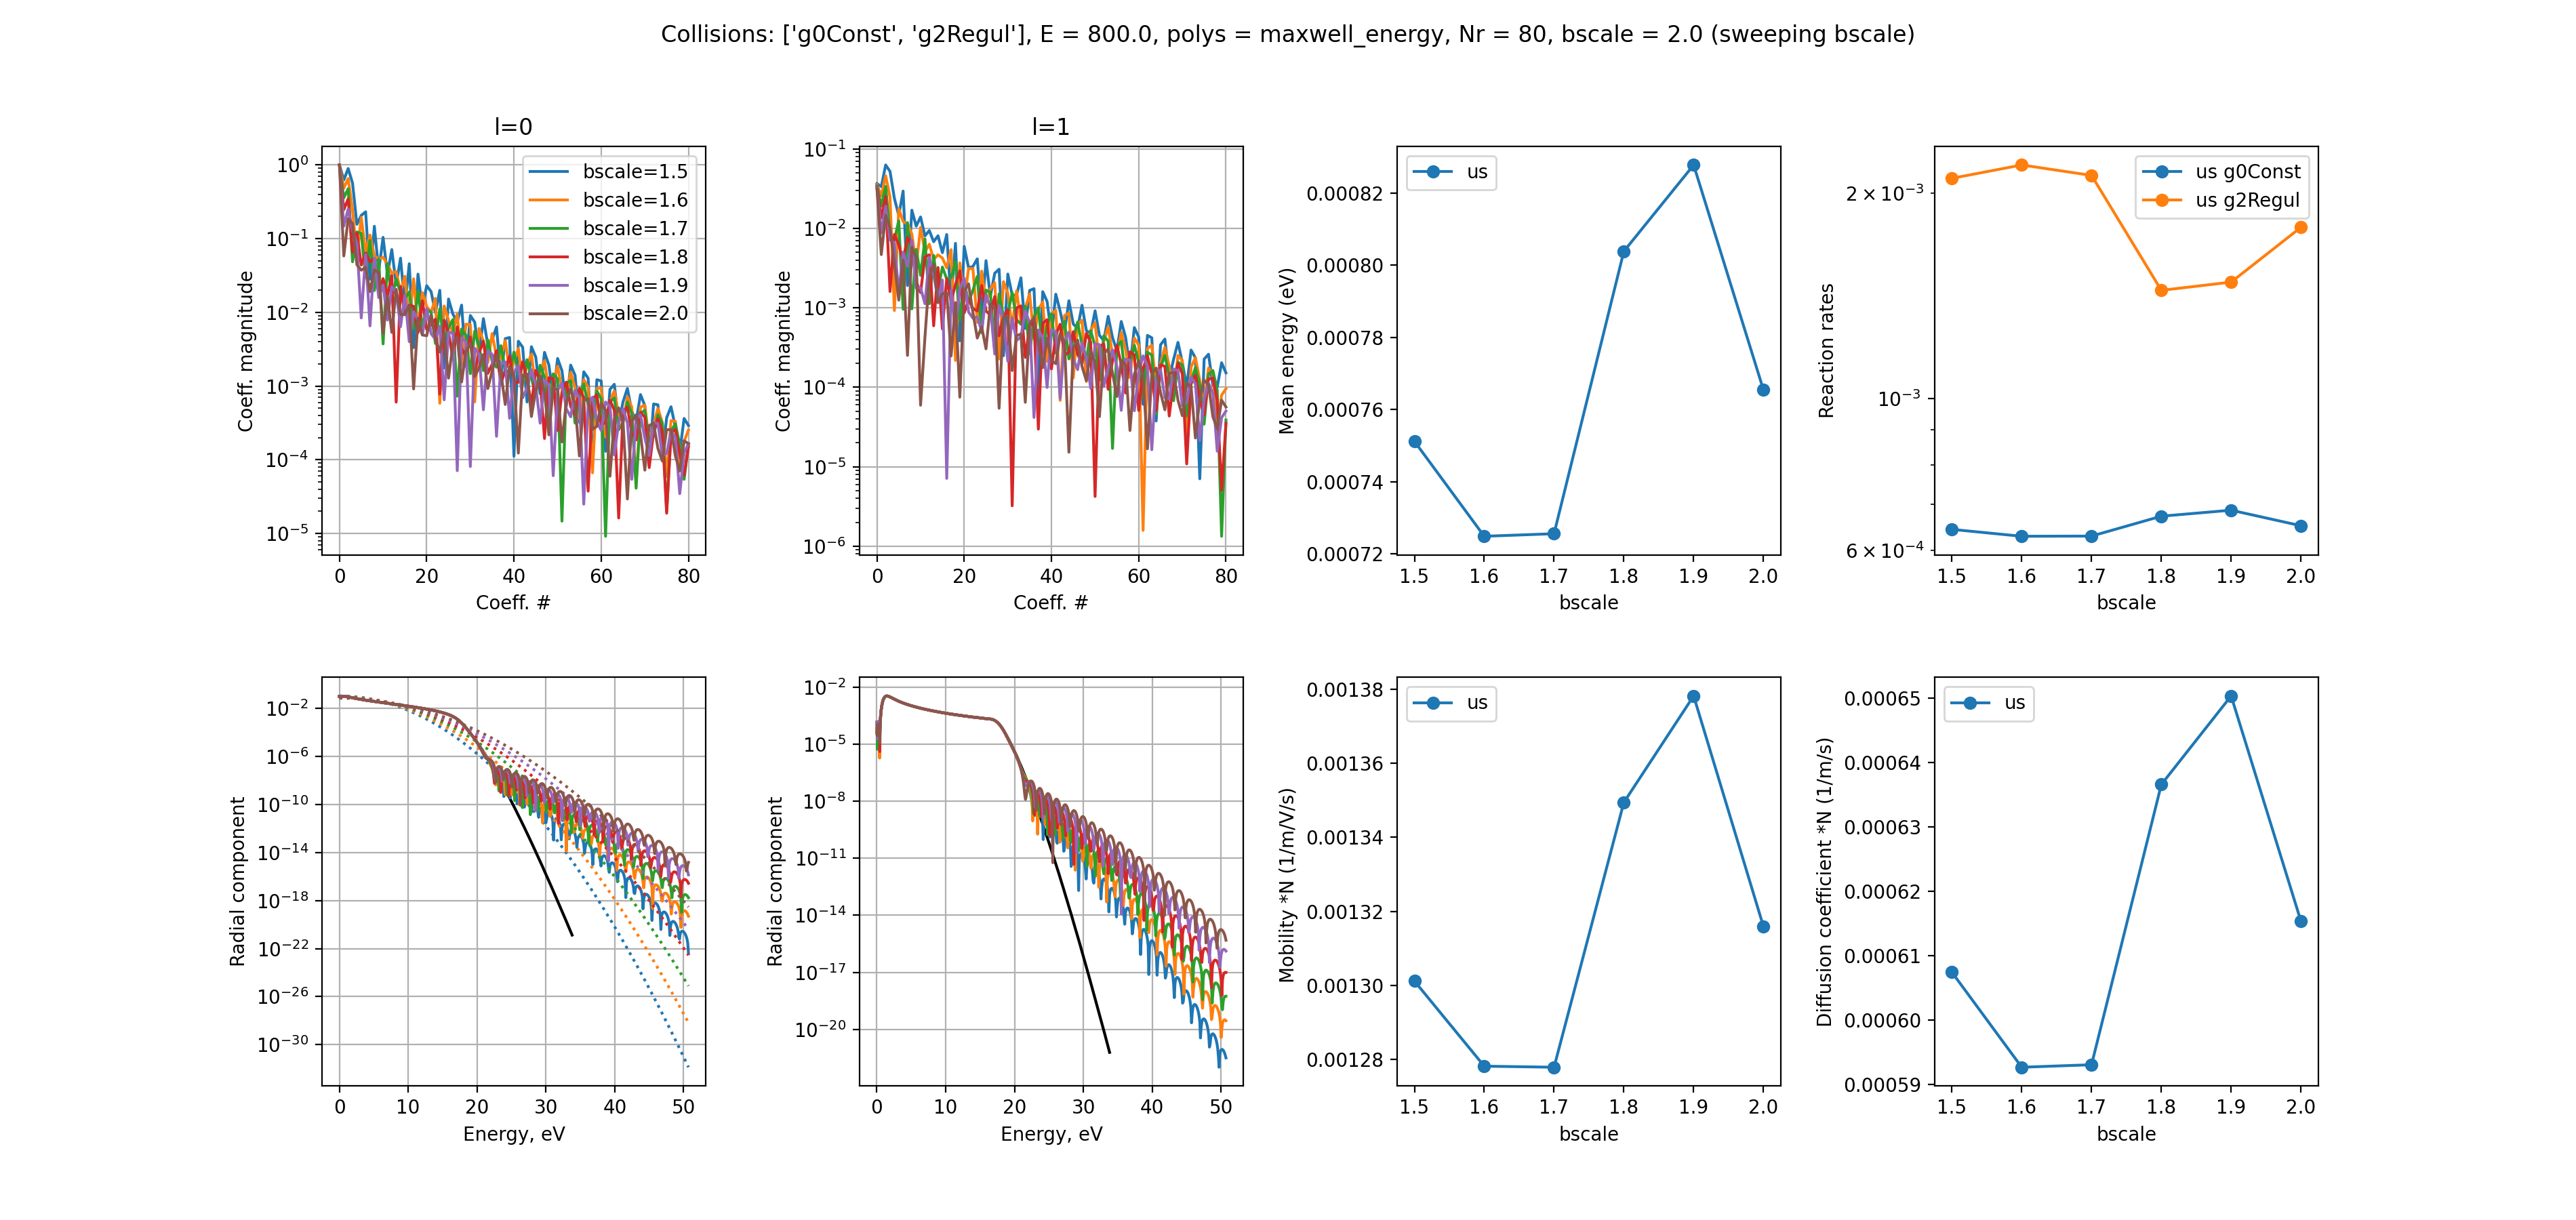 Collisions: ['g0Const', 'g2Regul'], E = 800.0, polys = maxwell_energy, Nr = 80, bscale = 2.0 (sweeping bscale)
l=0
Coeff. magnitude
10^0
10^-1
10^-2
10^-3
10^-4
10^-5
bscale=1.5
bscale=1.6
bscale=1.7
bscale=1.8
bscale=1.9
bscale=2.0
0 20 40 60 80
Coeff. #
l=1
Coeff. magnitude
10^-1
10^-2
10^-3
10^-4
10^-5
10^-6
0 20 40 60 80
Coeff. #
Mean energy (eV)
0.00082
0.00080
0.00078
0.00076
0.00074
0.00072
us
1.5 1.6 1.7 1.8 1.9 2.0
bscale
Reaction rates
2 × 10^-3
10^-3
6 × 10^-4
us g0Const
us g2Regul
1.5 1.6 1.7 1.8 1.9 2.0
bscale
Radial component
10^-2
10^-6
10^-10
10^-14
10^-18
10^-22
10^-26
10^-30
0 10 20 30 40 50
Energy, eV
Radial component
10^-2
10^-5
10^-8
10^-11
10^-14
10^-17
10^-20
0 10 20 30 40 50
Energy, eV
Mobility *N (1/m/V/s)
0.00138
0.00136
0.00134
0.00132
0.00130
0.00128
us
1.5 1.6 1.7 1.8 1.9 2.0
bscale
Diffusion coefficient *N (1/m/s)
0.00065
0.00064
0.00063
0.00062
0.00061
0.00060
0.00059
us
1.5 1.6 1.7 1.8 1.9 2.0
bscale